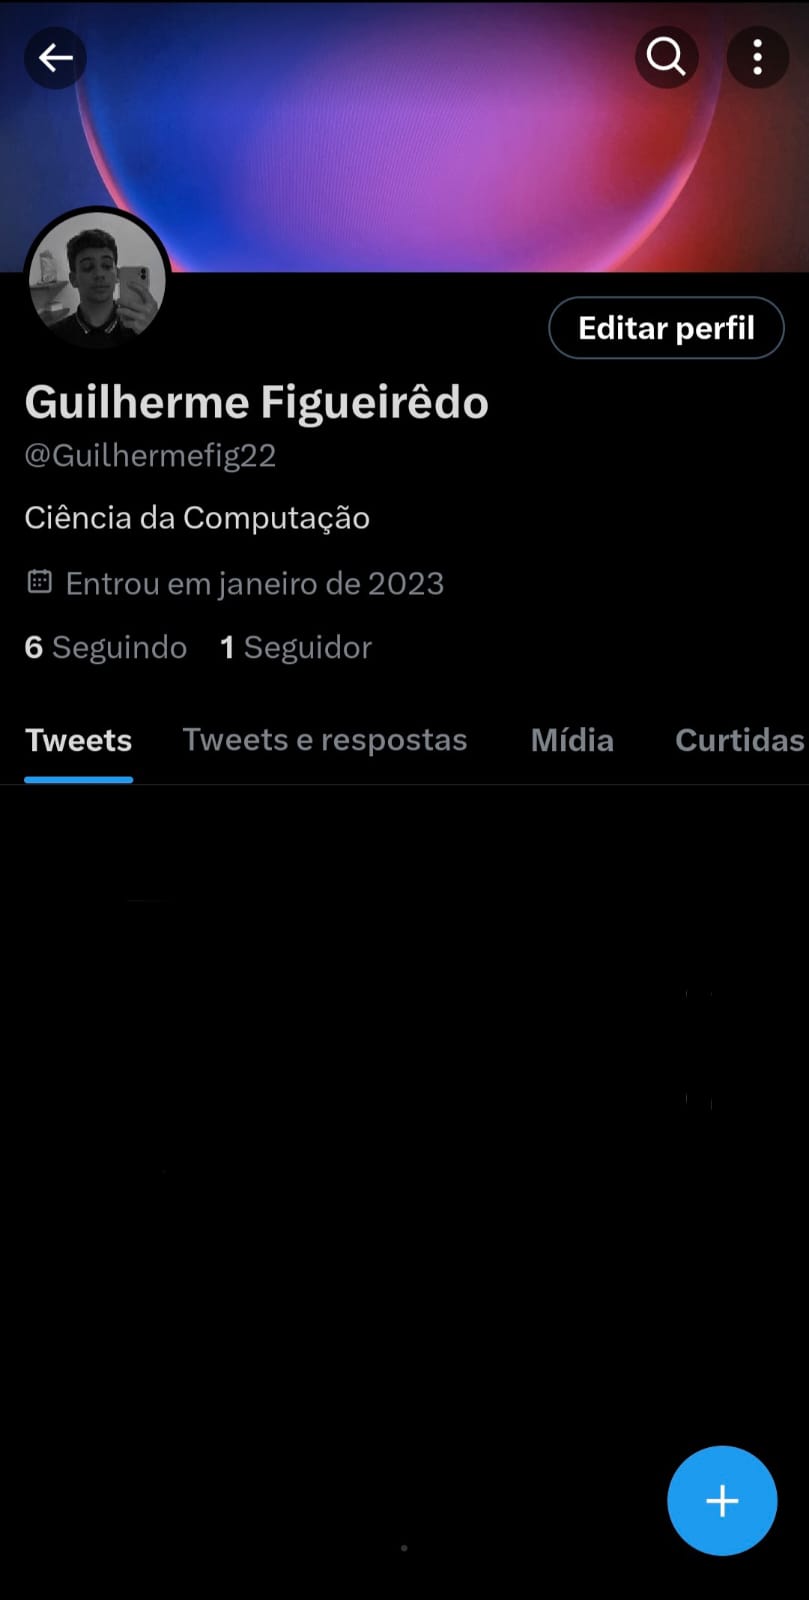 Editar perfil
Guilherme Figueirêdo
@Guilhermefig22
Ciência da Computação
Entrou em janeiro de 2023
6 Seguindo 1 Seguidor
Tweets Tweets e respostas Mídia Curtidas